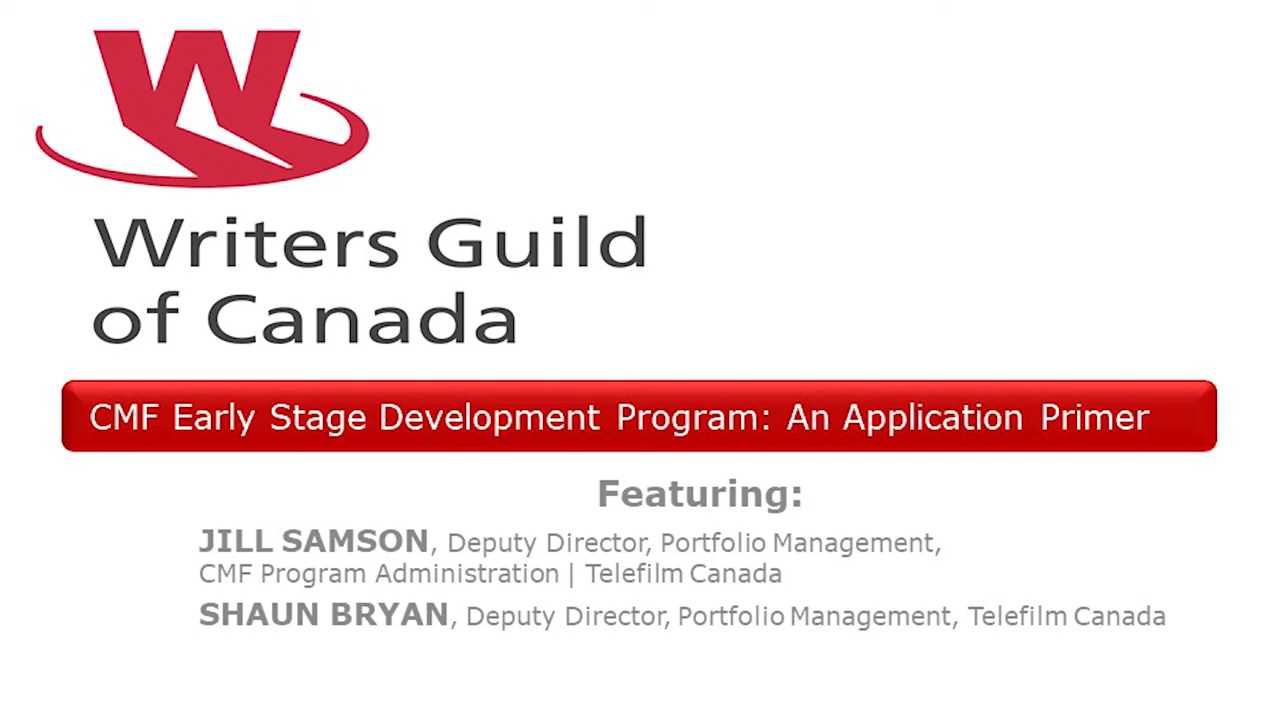 W
Writers Guild
of Canada
CMF Early Stage Development Program: An Application Primer
Featuring:
JILL SAMSON, Deputy Director, Portfolio Management,
CMF Program Administration | Telefilm Canada
SHAUN BRYAN, Deputy Director, Portfolio Management, Telefilm Canada